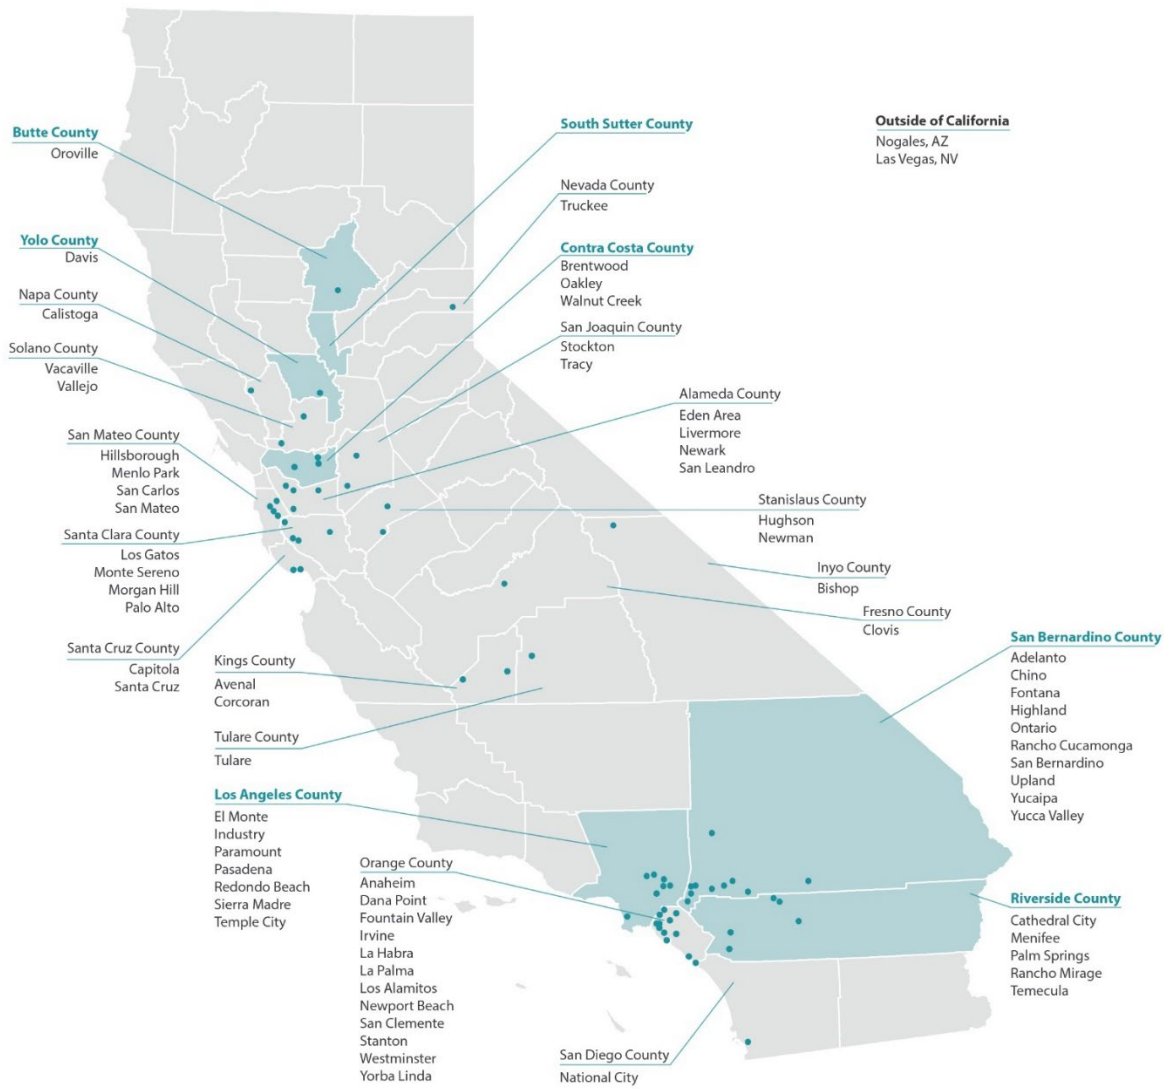 Butte County
Oroville
South Sutter County
Outside of California
Nogales, AZ
Las Vegas, NV
Nevada County
Truckee
Yolo County
Davis
Contra Costa County
Brentwood
Oakley
Walnut Creek
Napa County
Calistoga
San Joaquin County
Stockton
Tracy
Solano County
Vacaville
Vallejo
Alameda County
Eden Area
Livermore
Newark
San Leandro
San Mateo County
Hillsborough
Menlo Park
San Carlos
San Mateo
Stanislaus County
Hughson
Newman
Santa Clara County
Los Gatos
Monte Sereno
Morgan Hill
Palo Alto
Inyo County
Bishop
Fresno County
Clovis
Santa Cruz County
Capitola
Santa Cruz
Kings County
Avenal
Corcoran
San Bernardino County
Adelanto
Chino
Fontana
Highland
Ontario
Rancho Cucamonga
San Bernardino
Upland
Yucaipa
Yucca Valley
Tulare County
Tulare
Los Angeles County
El Monte
Industry
Paramount
Pasadena
Redondo Beach
Sierra Madre
Temple City
Orange County
Anaheim
Dana Point
Fountain Valley
Irvine
La Habra
La Palma
Los Alamitos
Newport Beach
San Clemente
Stanton
Westminster
Yorba Linda
Riverside County
Cathedral City
Menifee
Palm Springs
Rancho Mirage
Temecula
San Diego County
National City